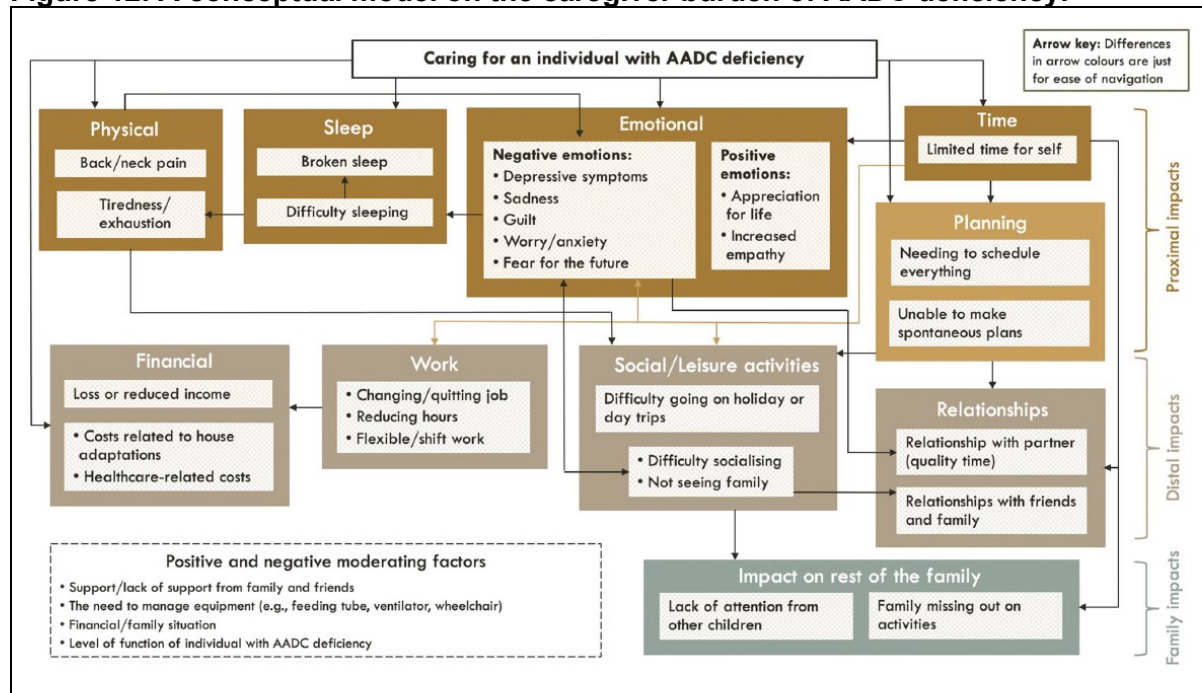 Caring for an individual with AADC deficiency
Arrow key: Differences
in arrow colours are just
for ease of navigation
Physical
Back/neck pain
Tiredness/
exhaustion
Sleep
Broken sleep
Difficulty sleeping
Emotional
Negative emotions:
• Depressive symptoms
• Sadness
• Guilt
• Worry/anxiety
• Fear for the future
Positive
emotions:
• Appreciation
for life
• Increased
empathy
Time
Limited time for self
Planning
Needing to schedule
everything
Unable to make
spontaneous plans
Proximal impacts
Financial
Loss or reduced income
• Costs related to house
adaptations
• Healthcare-related costs
Work
• Changing/quitting job
• Reducing hours
• Flexible/shift work
Social/Leisure activities
Difficulty going on holiday or
day trips
• Difficulty socialising
• Not seeing family
Relationships
Relationship with partner
(quality time)
Relationships with friends
and family
Distal impacts
Positive and negative moderating factors
• Support/lack of support from family and friends
• The need to manage equipment (e.g., feeding tube, ventilator, wheelchair)
• Financial/family situation
• Level of function of individual with AADC deficiency
Impact on rest of the family
Lack of attention from
other children
Family missing out on
activities
Family impacts